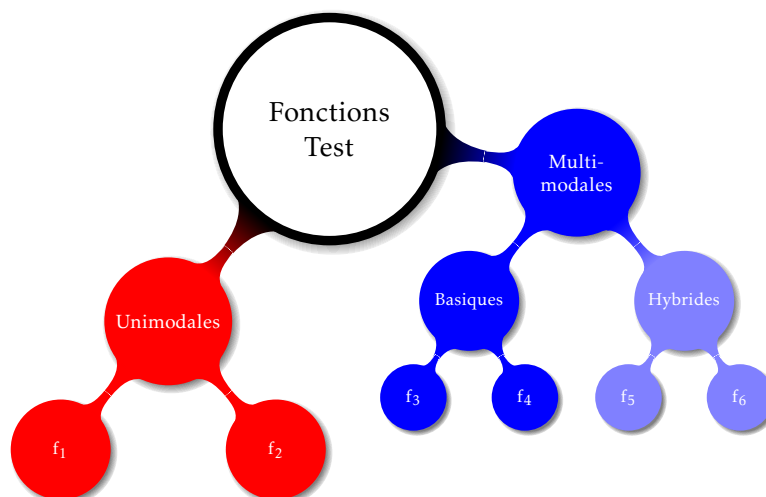 Fonctions
Test
Multi-
modales
Unimodales
Basiques
Hybrides
f₁
f₂
f₃
f₄
f₅
f₆